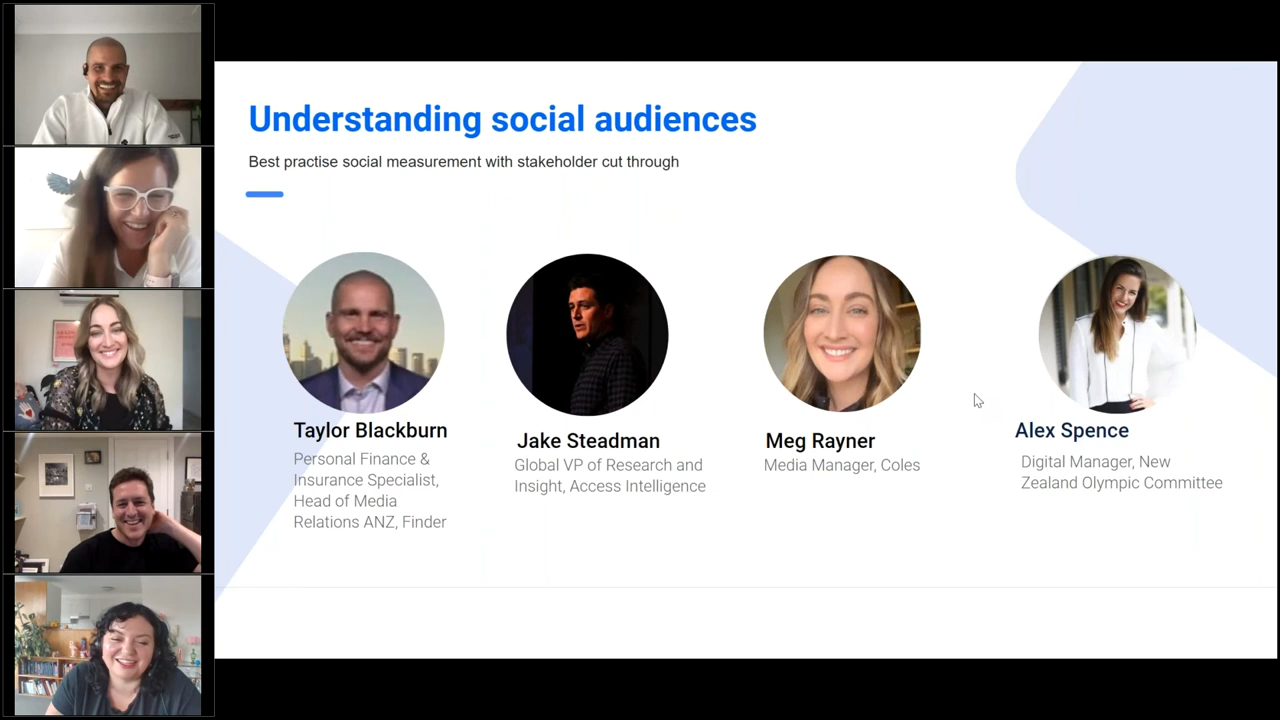 Understanding social audiences
Best practise social measurement with stakeholder cut through
Taylor Blackburn
Personal Finance &
Insurance Specialist,
Head of Media
Relations ANZ, Finder
Jake Steadman
Global VP of Research and
Insight, Access Intelligence
Meg Rayner
Media Manager, Coles
Alex Spence
Digital Manager, New
Zealand Olympic Committee